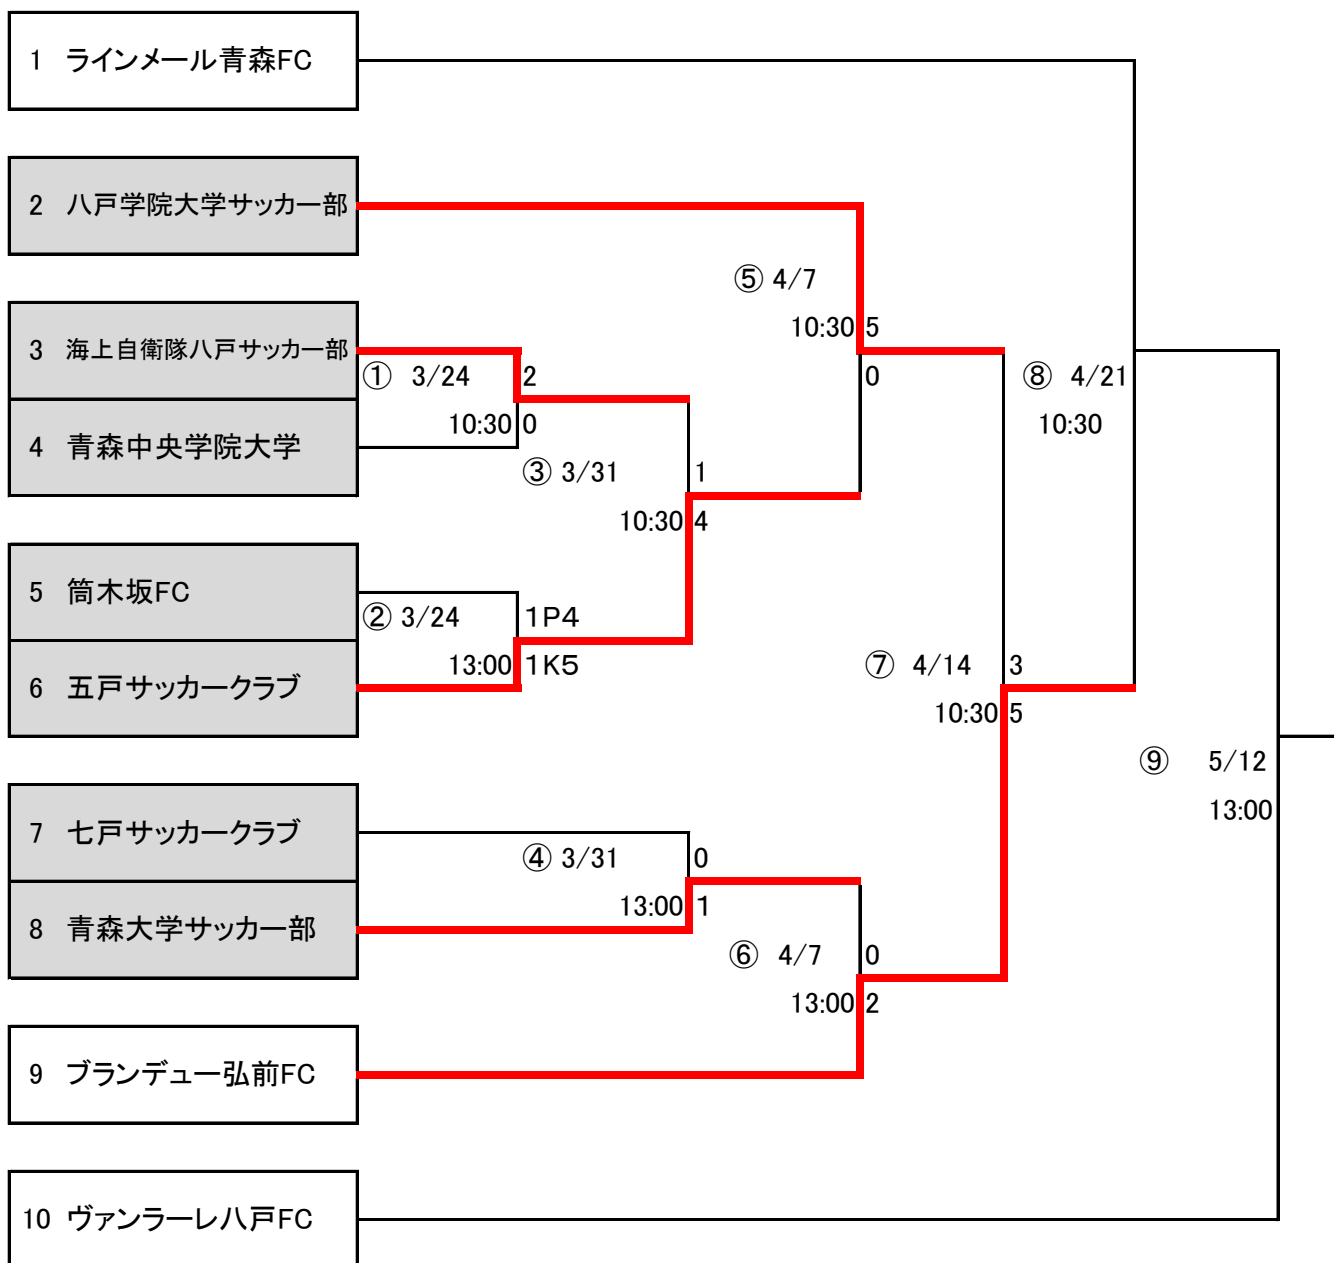 1 ラインメール青森FC
2 八戸学院大学サッカー部
⑤ 4/7
10:30 5
0
3 海上自衛隊八戸サッカー部
① 3/24 2
10:30 0
⑧ 4/21
10:30
4 青森中央学院大学
③ 3/31 1
10:30 4
5 筒木坂FC
② 3/24 1P4
13:00 1K5
6 五戸サッカークラブ
⑦ 4/14 3
10:30 5
⑨ 5/12
13:00
7 七戸サッカークラブ
④ 3/31 0
13:00 1
8 青森大学サッカー部
⑥ 4/7 0
13:00 2
9 ブランデュー弘前FC
10 ヴァンラーレ八戸FC